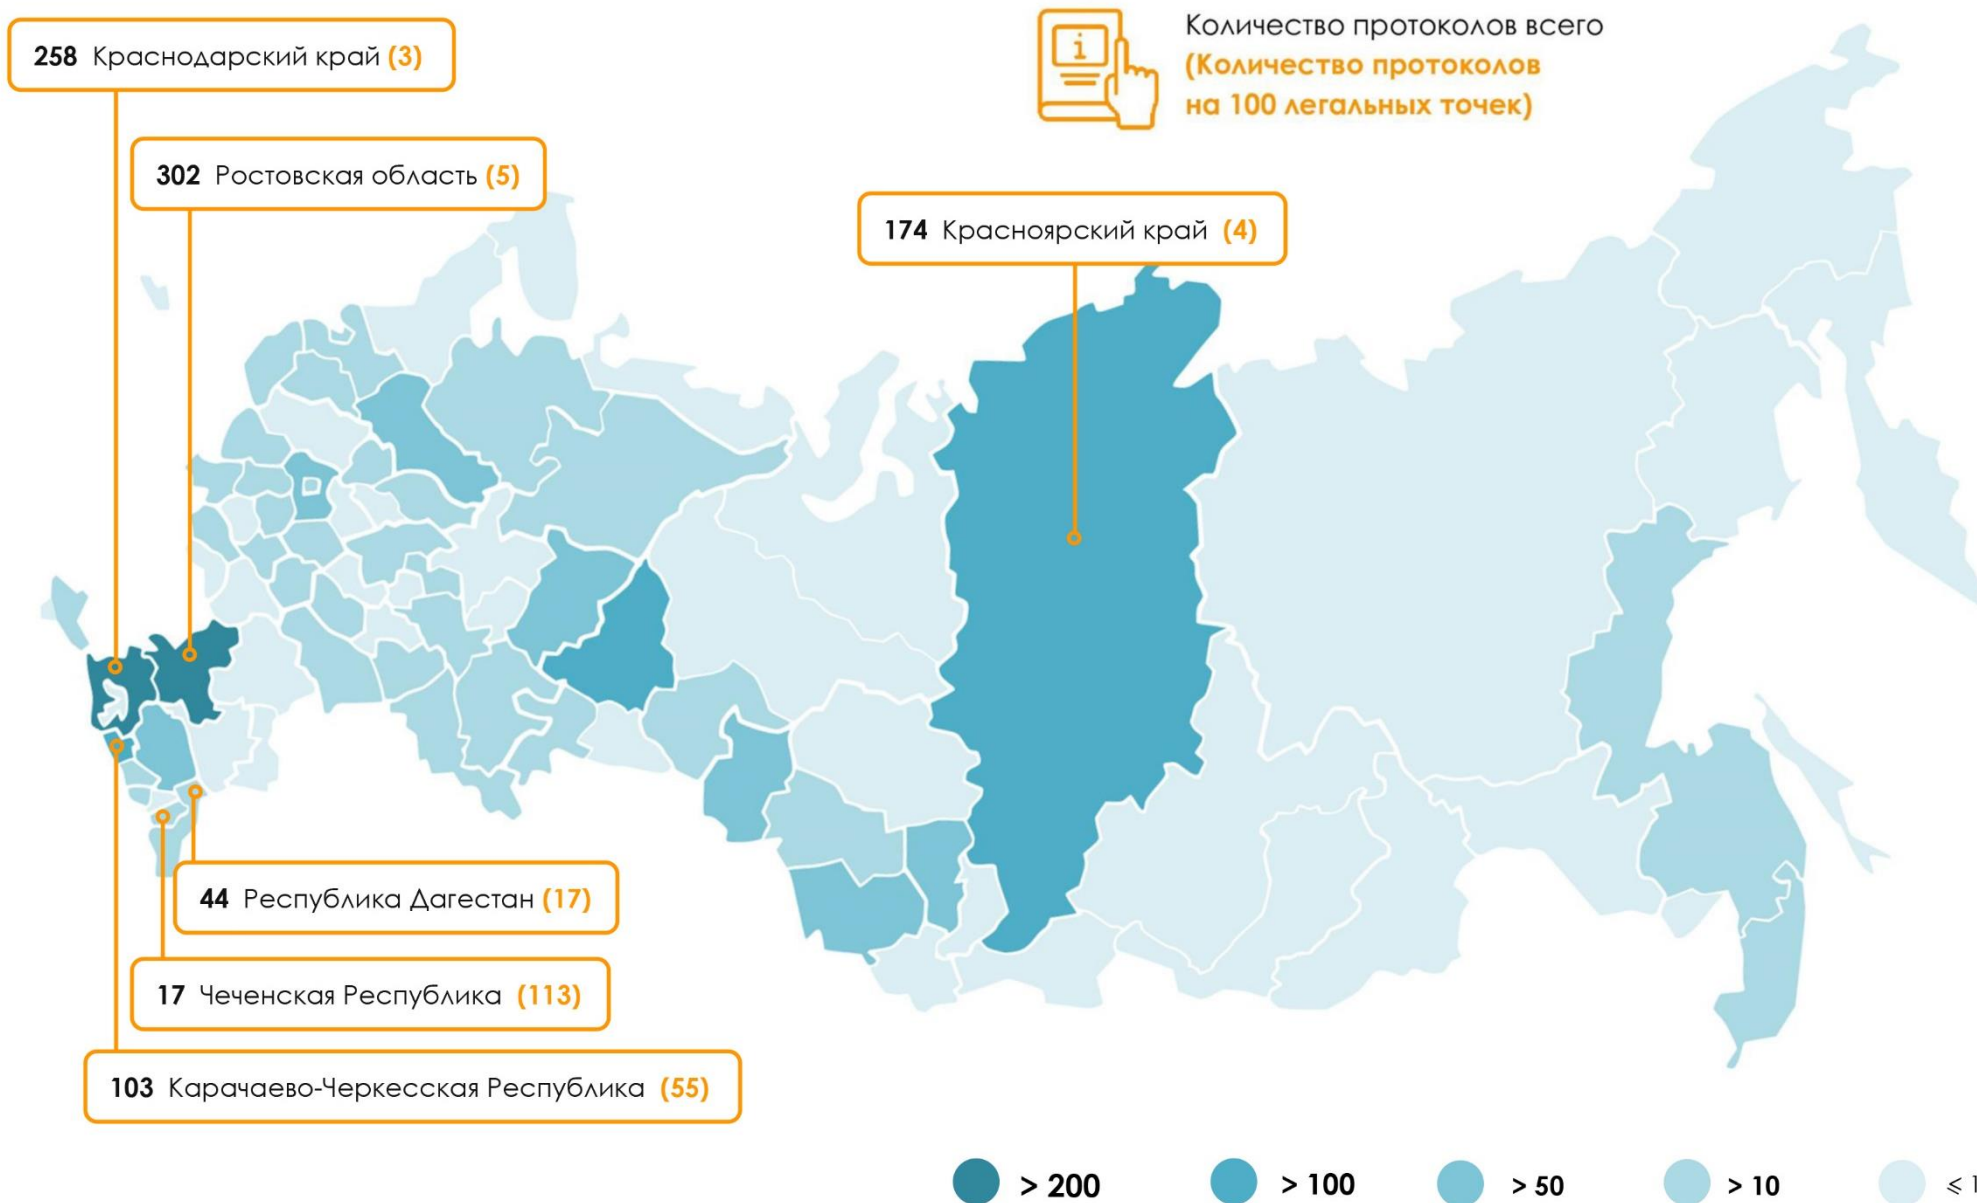 258 Краснодарский край (3)
Количество протоколов всего
(Количество протоколов
на 100 легальных точек)
302 Ростовская область (5)
174 Красноярский край (4)
44 Республика Дагестан (17)
17 Чеченская Республика (113)
103 Карачаево-Черкесская Республика (55)
> 200 > 100 > 50 > 10 ⩽ 1